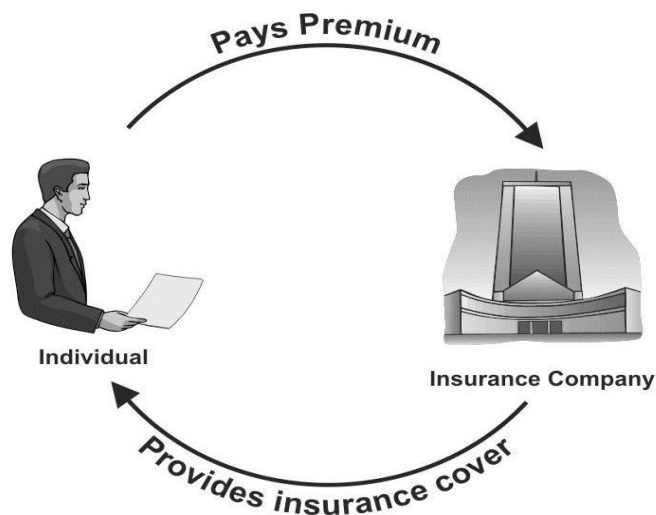 Pays Premium
Individual
Insurance Company
Provides insurance cover